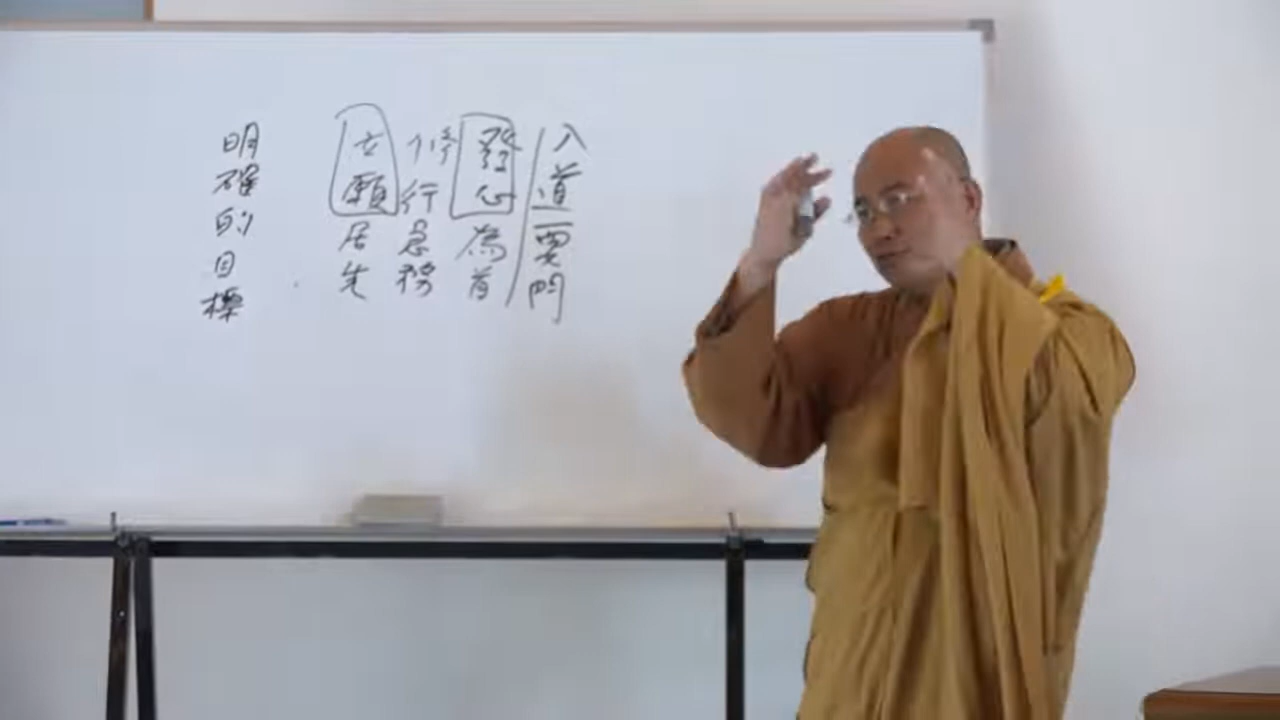 入道要門
發心為首
修行急務
立願居先
明確的目標